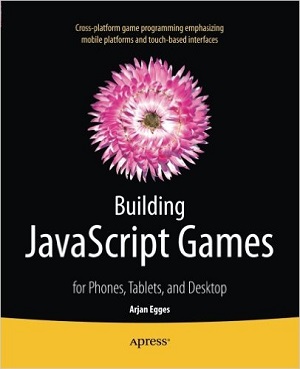 Cross-platform game programming emphasizing
mobile platforms and touch-based interfaces
Building
JavaScript Games
for Phones, Tablets, and Desktop
Arjan Egges
Apress®